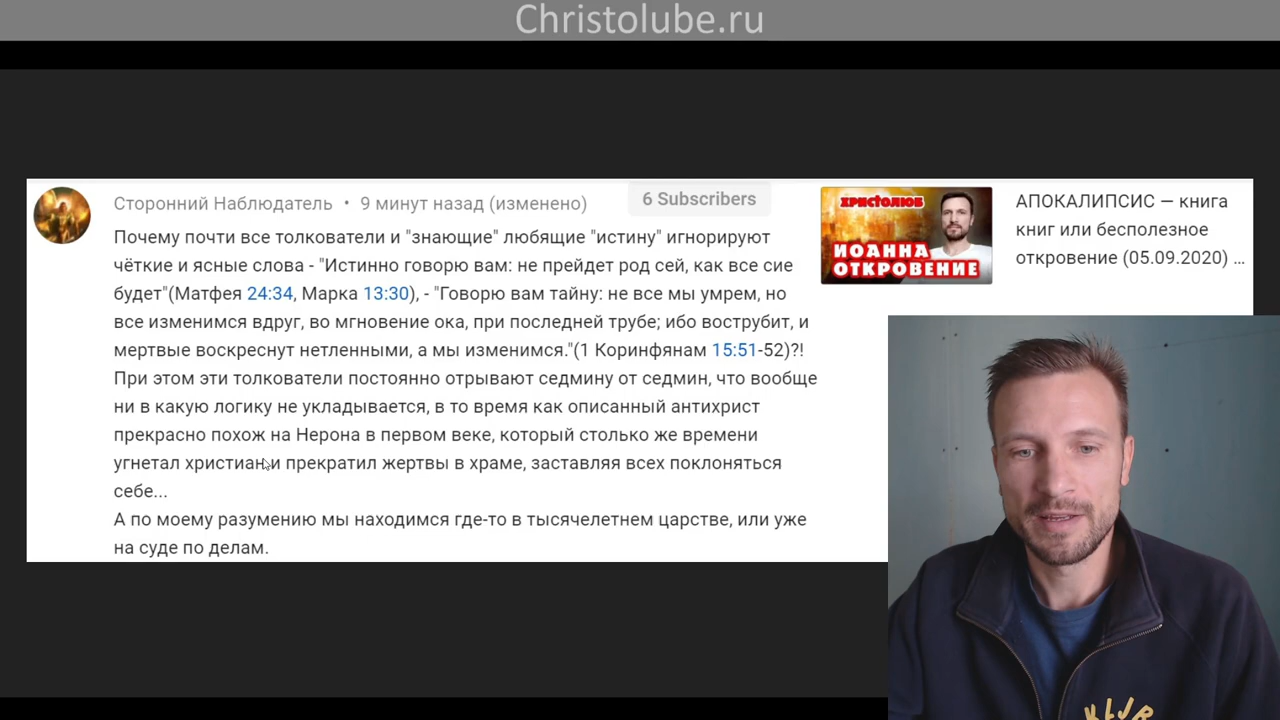 Christolube.ru
Сторонний Наблюдатель • 9 минут назад (изменено)
6 Subscribers
Почему почти все толкователи и "знающие" любящие "истину" игнорируют
чёткие и ясные слова - "Истинно говорю вам: не прейдет род сей, как все сие
будет"(Матфея 24:34, Марка 13:30), - "Говорю вам тайну: не все мы умрем, но
все изменимся вдруг, во мгновение ока, при последней трубе; ибо вострубит, и
мертвые воскреснут нетленными, а мы изменимся."(1 Коринфянам 15:51-52)?!
При этом эти толкователи постоянно отрывают седмину от седмин, что вообще
ни в какую логику не укладывается, в то время как описанный антихрист
прекрасно похож на Нерона в первом веке, который столько же времени
угнетал христиан и прекратил жертвы в храме, заставляя всех поклоняться
себе...
А по моему разумению мы находимся где-то в тысячелетнем царстве, или уже
на суде по делам.
ХРИСТОЛЮБ
ИОАННА
ОТКРОВЕНИЕ
АПОКАЛИПСИС — книга
книг или бесполезное
откровение (05.09.2020) ...